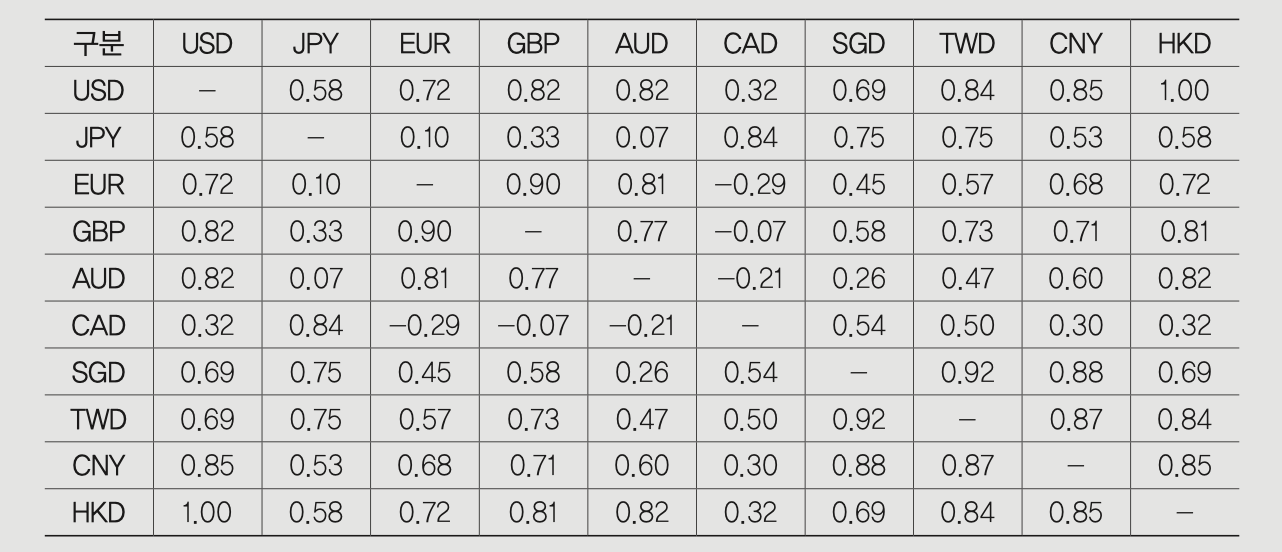 구분 USD JPY EUR GBP AUD CAD SGD TWD CNY HKD
USD – 0.58 0.72 0.82 0.82 0.32 0.69 0.84 0.85 1.00
JPY 0.58 – 0.10 0.33 0.07 0.84 0.75 0.75 0.53 0.58
EUR 0.72 0.10 – 0.90 0.81 –0.29 0.45 0.57 0.68 0.72
GBP 0.82 0.33 0.90 – 0.77 –0.07 0.58 0.73 0.71 0.81
AUD 0.82 0.07 0.81 0.77 – –0.21 0.26 0.47 0.60 0.82
CAD 0.32 0.84 –0.29 –0.07 –0.21 – 0.54 0.50 0.30 0.32
SGD 0.69 0.75 0.45 0.58 0.26 0.54 – 0.92 0.88 0.69
TWD 0.69 0.75 0.57 0.73 0.47 0.50 0.92 – 0.87 0.84
CNY 0.85 0.53 0.68 0.71 0.60 0.30 0.88 0.87 – 0.85
HKD 1.00 0.58 0.72 0.81 0.82 0.32 0.69 0.84 0.85 –